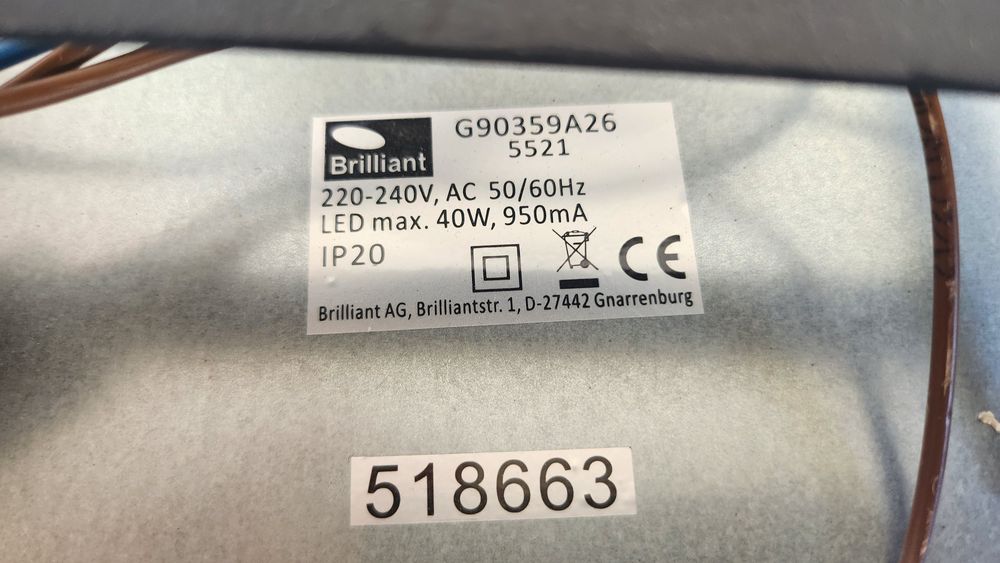 Brilliant
G90359A26
5521
220-240V, AC 50/60Hz
LED max. 40W, 950mA
IP20
CE
Brilliant AG, Brilliantstr. 1, D-27442 Gnarrenburg
518663